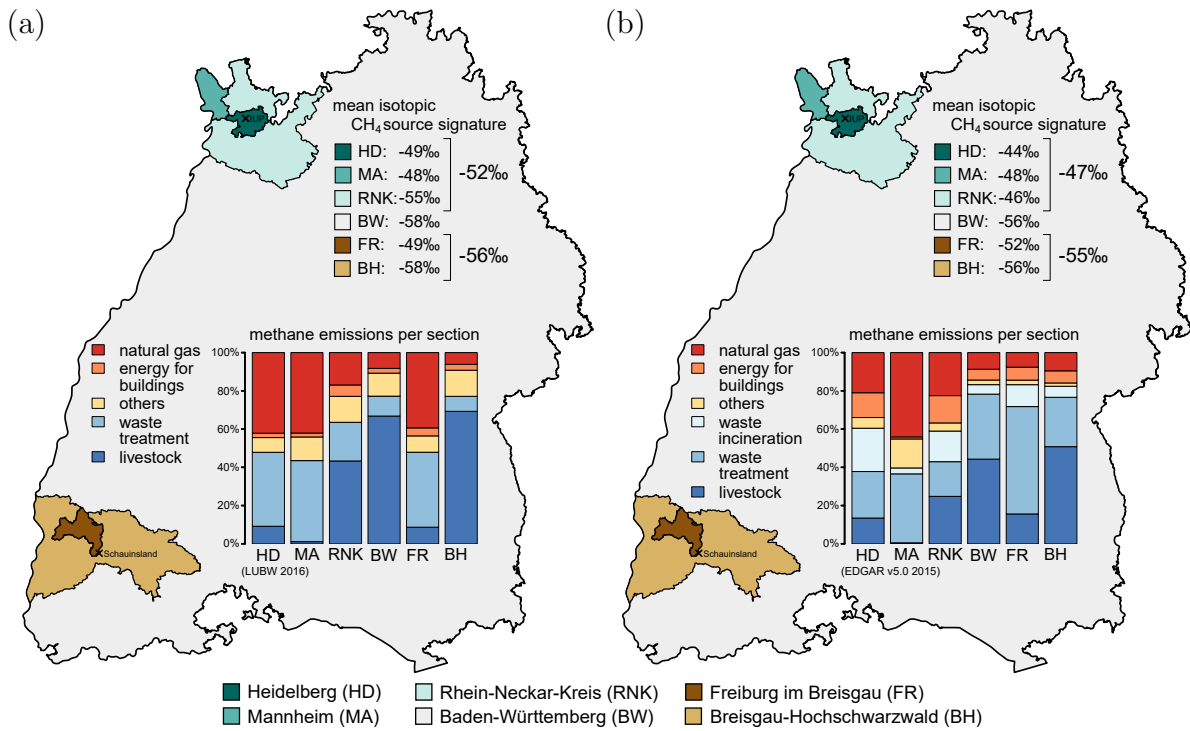 (a)
IUP
mean isotopic
CH₄ source signature
HD: -49‰
MA: -48‰
-52‰
RNK: -55‰
BW: -58‰
FR: -49‰
-56‰
BH: -58‰
methane emissions per section
natural gas
energy for
buildings
others
waste
treatment
livestock
100%
80%
60%
40%
20%
0%
HD MA RNK BW FR BH
(LUBW 2016)
Schauinsland
(b)
IUP
mean isotopic
CH₄ source signature
HD: -44‰
MA: -48‰
-47‰
RNK: -46‰
BW: -56‰
FR: -52‰
-55‰
BH: -56‰
methane emissions per section
natural gas
energy for
buildings
others
waste
incineration
waste
treatment
livestock
100%
80%
60%
40%
20%
0%
HD MA RNK BW FR BH
(EDGAR v5.0 2015)
Schauinsland
Heidelberg (HD) Rhein-Neckar-Kreis (RNK) Freiburg im Breisgau (FR)
Mannheim (MA) Baden-Württemberg (BW) Breisgau-Hochschwarzwald (BH)